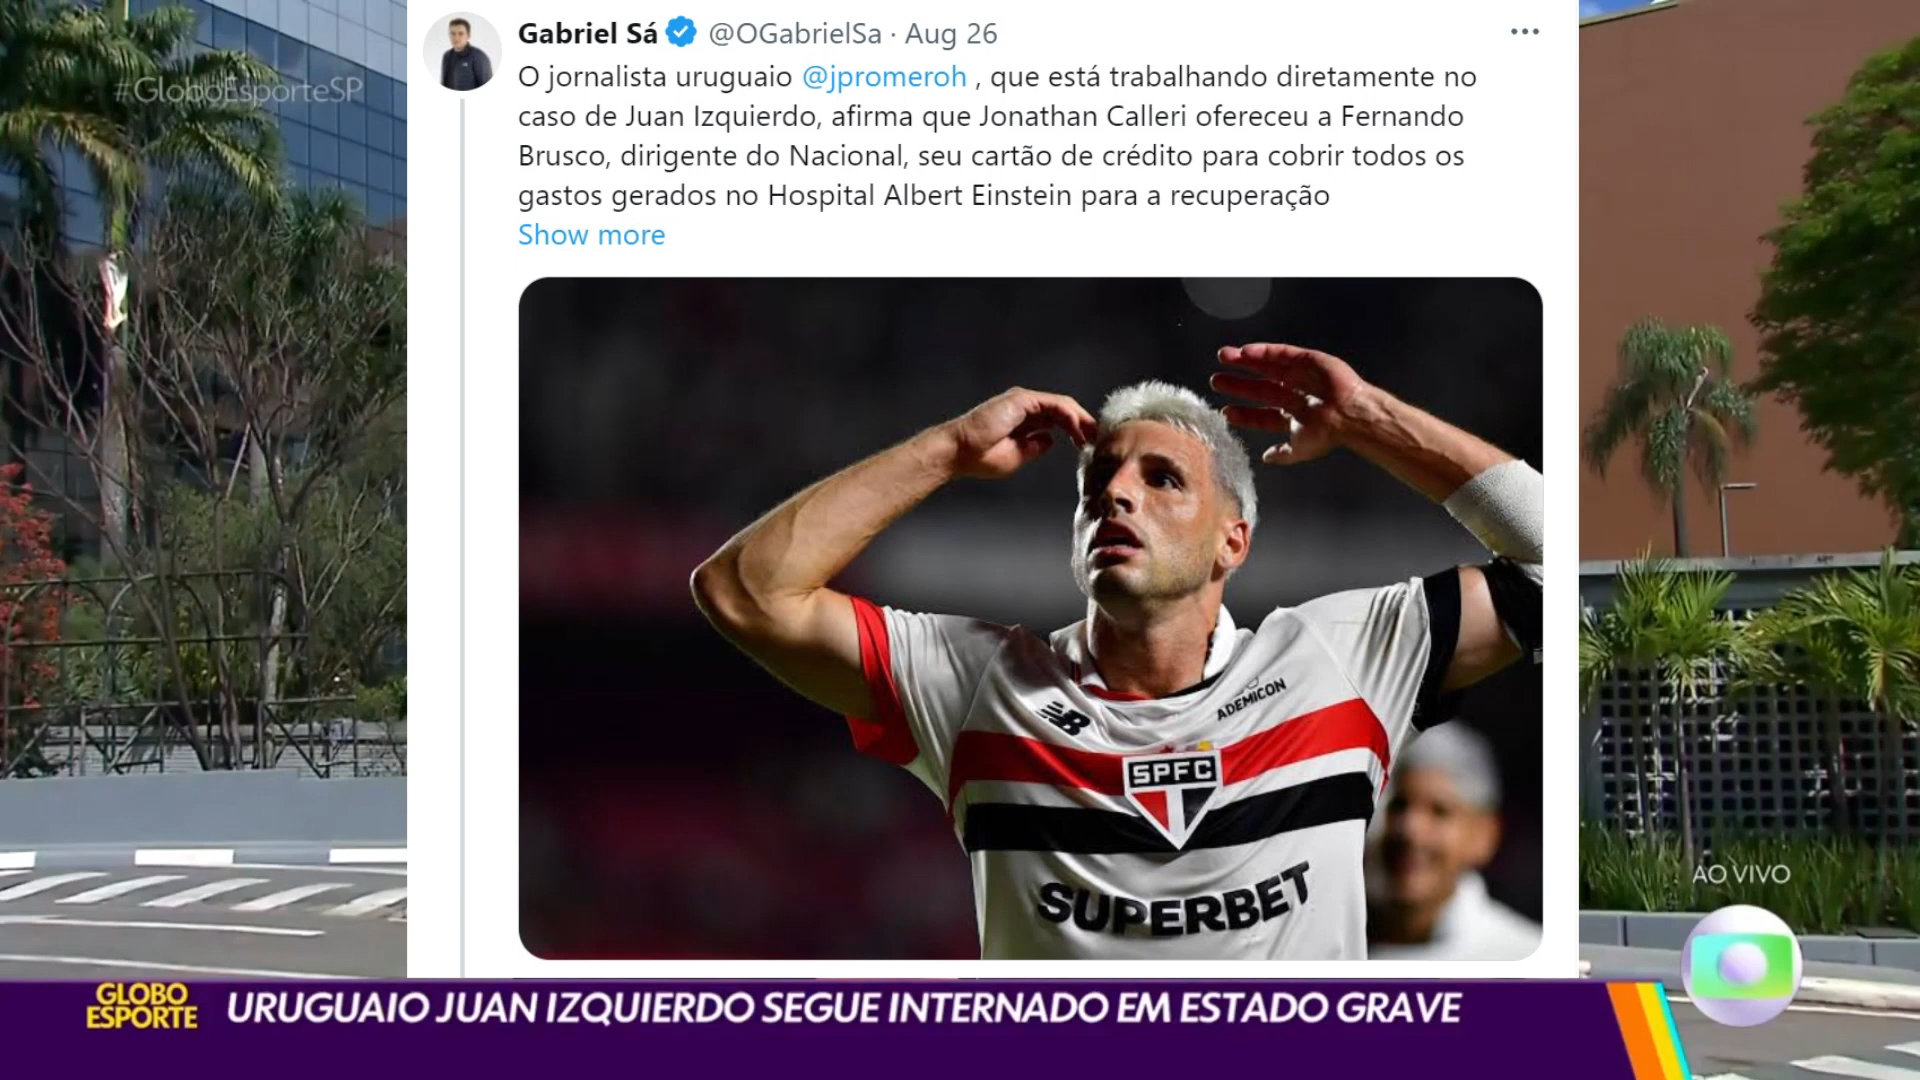 #GloboEsporteSP
Gabriel Sá @OGabrielSa · Aug 26
O jornalista uruguaio @jpromeroh , que está trabalhando diretamente no
caso de Juan Izquierdo, afirma que Jonathan Calleri ofereceu a Fernando
Brusco, dirigente do Nacional, seu cartão de crédito para cobrir todos os
gastos gerados no Hospital Albert Einstein para a recuperação
Show more
ADEMICON
NB
SPFC
SUPERBET
AO VIVO
GLOBO
ESPORTE
URUGUAIO JUAN IZQUIERDO SEGUE INTERNADO EM ESTADO GRAVE